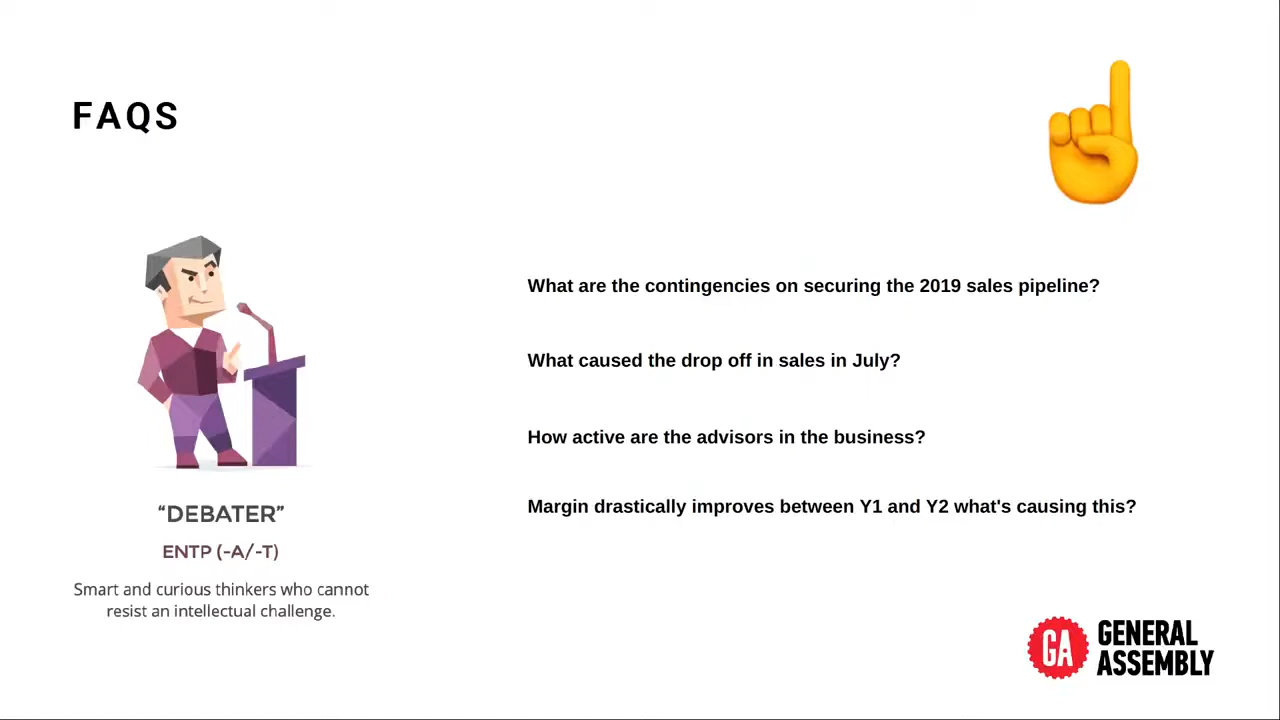 FAQS
What are the contingencies on securing the 2019 sales pipeline?
What caused the drop off in sales in July?
How active are the advisors in the business?
Margin drastically improves between Y1 and Y2 what's causing this?
“DEBATER”
ENTP (-A/-T)
Smart and curious thinkers who cannot
resist an intellectual challenge.
GA
GENERAL
ASSEMBLY